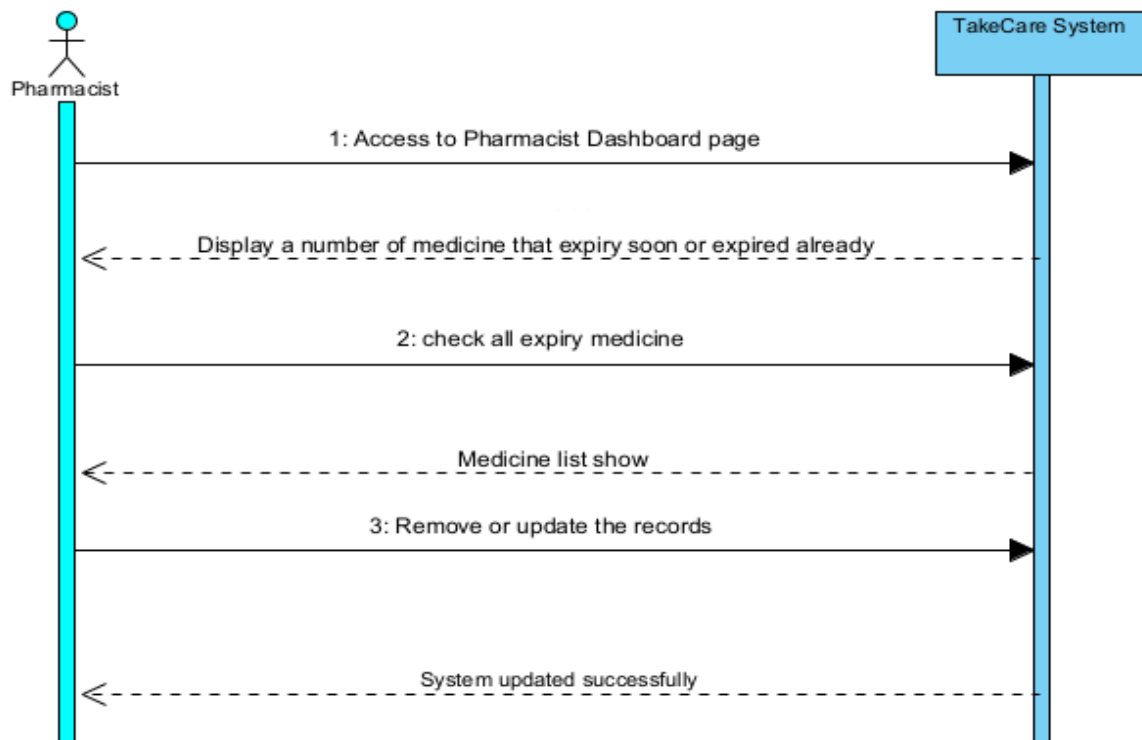 TakeCare System
Pharmacist
1: Access to Pharmacist Dashboard page
Display a number of medicine that expiry soon or expired already
2: check all expiry medicine
Medicine list show
3: Remove or update the records
System updated successfully